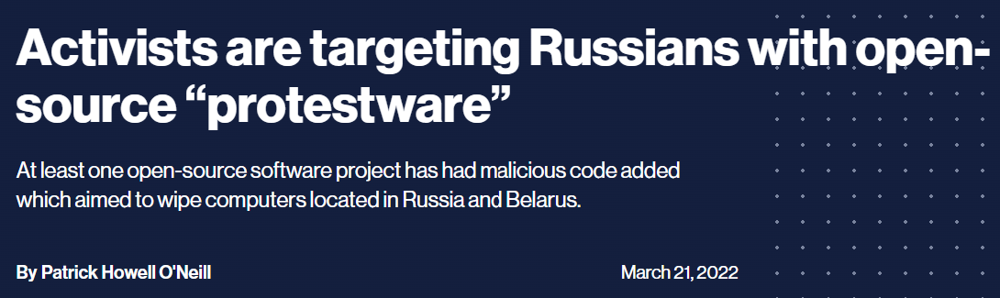 Activists are targeting Russians with open-
source “protestware”
At least one open-source software project has had malicious code added
which aimed to wipe computers located in Russia and Belarus.
By Patrick Howell O'Neill March 21, 2022